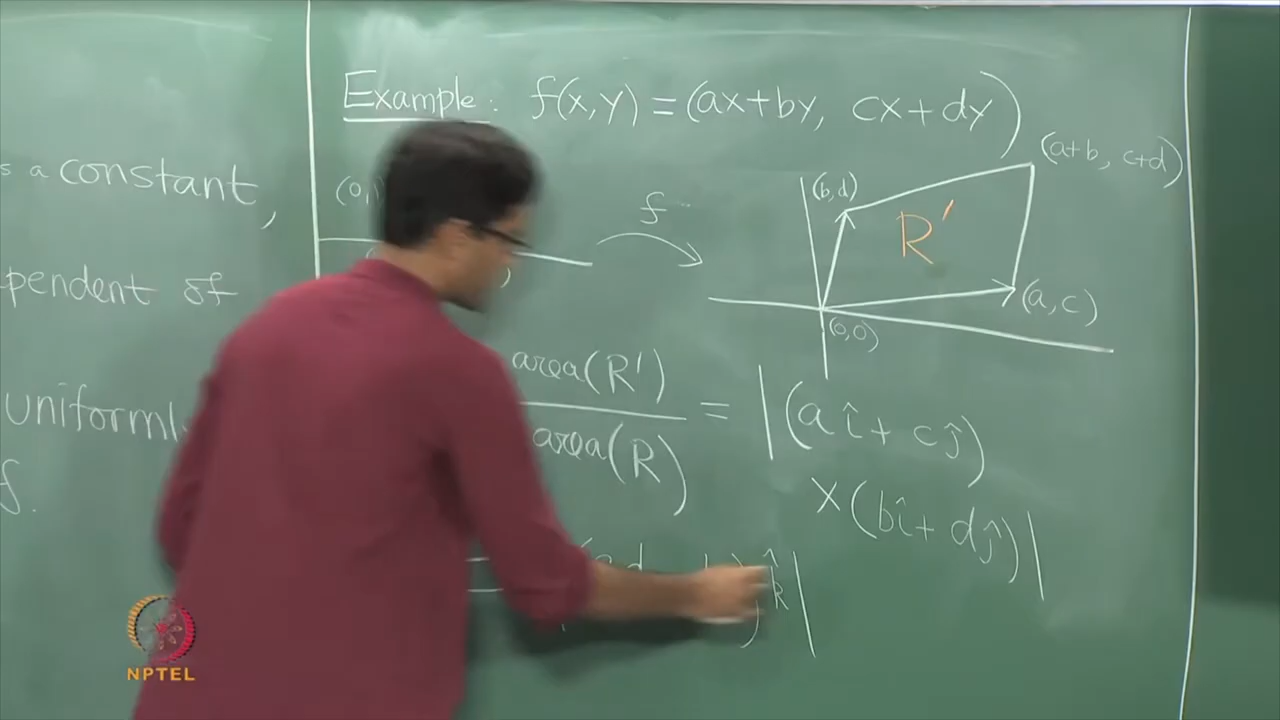 Example: f(x,y) = (ax+by, cx+dy)
s a constant,
pendent of
uniforml
f.
(0,1
f
(b,d)
(a+b, c+d)
R'
(a,c)
(0,0)
area(R')
area(R)
= |(a î + c ĵ)
×(b î + d ĵ)|
=
k̂|
NPTEL